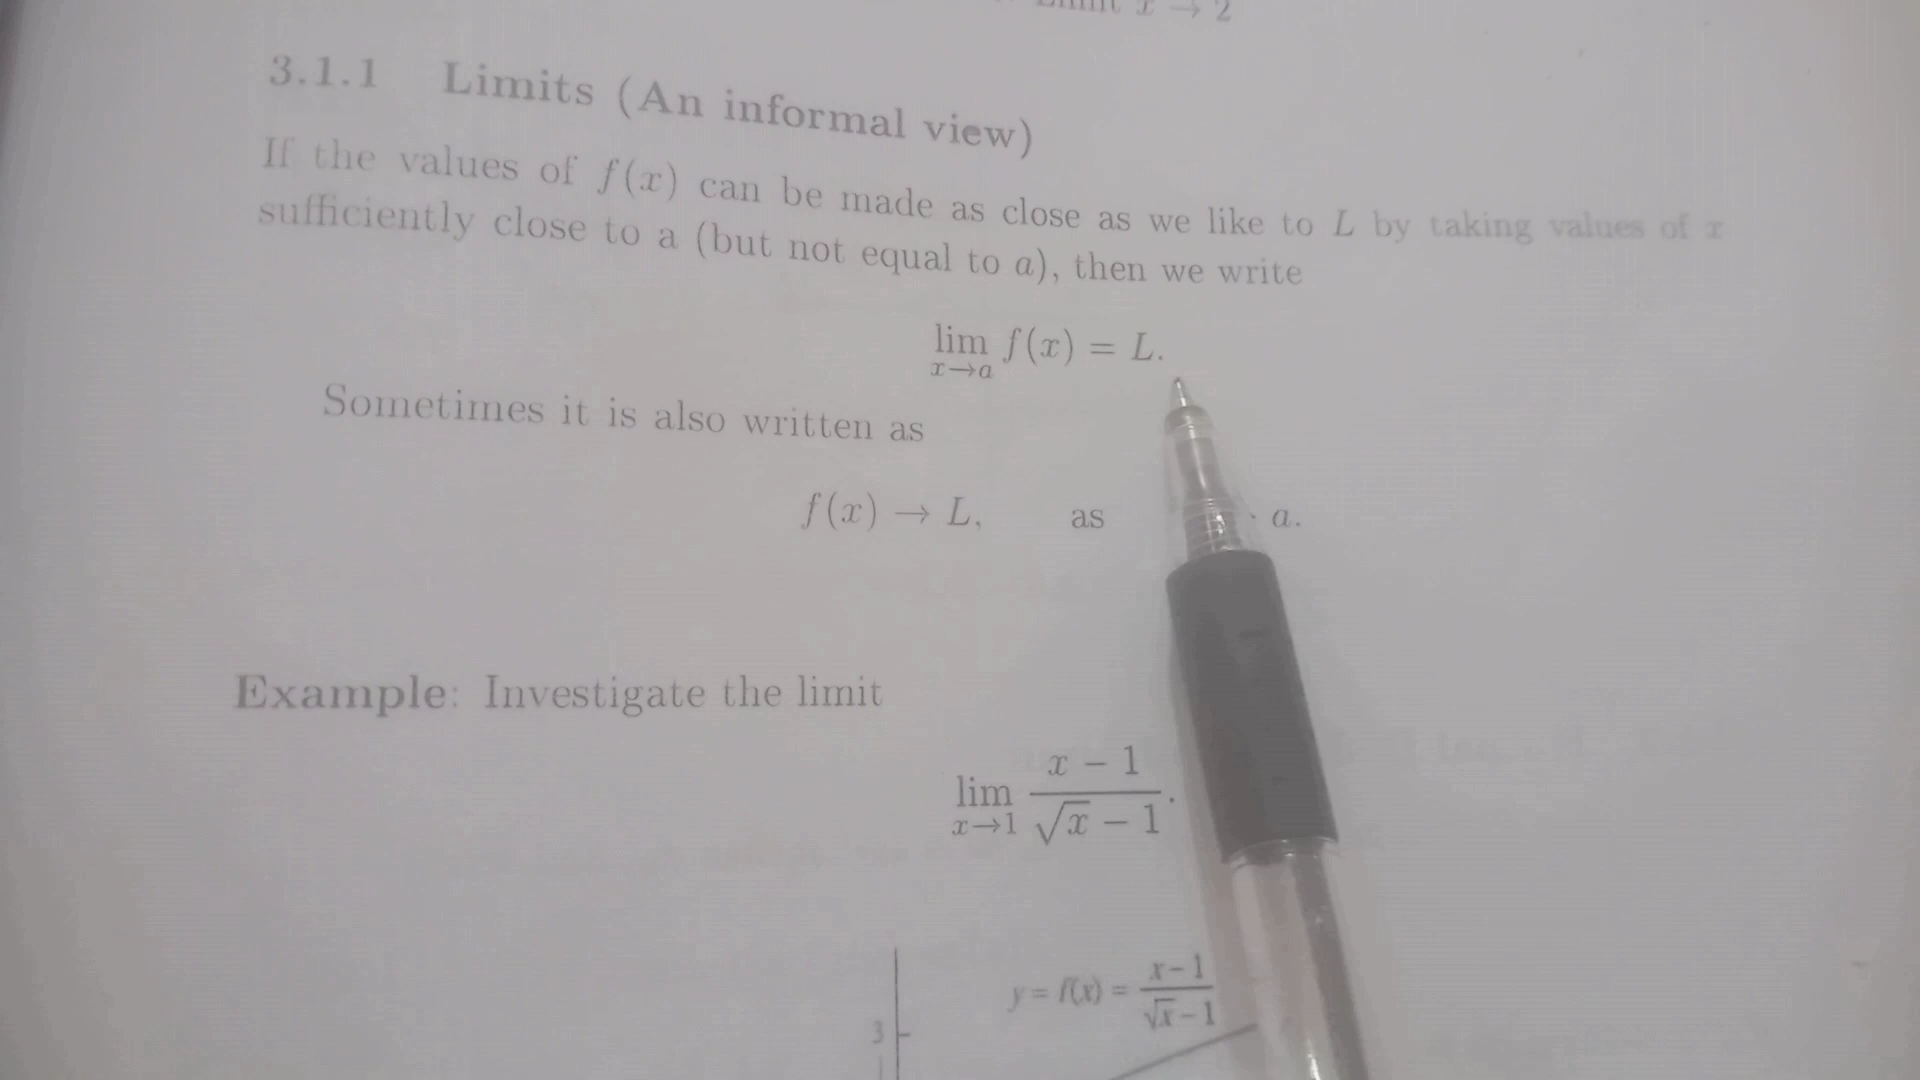 Limit x → 2
3.1.1 Limits (An informal view)
If the values of f(x) can be made as close as we like to L by taking values of x
sufficiently close to a (but not equal to a), then we write
lim x→a f(x) = L.
Sometimes it is also written as
f(x) → L, as a.
Example: Investigate the limit
lim x→1 x − 1 / √x − 1.
y = f(x) = x − 1 / √x − 1
3